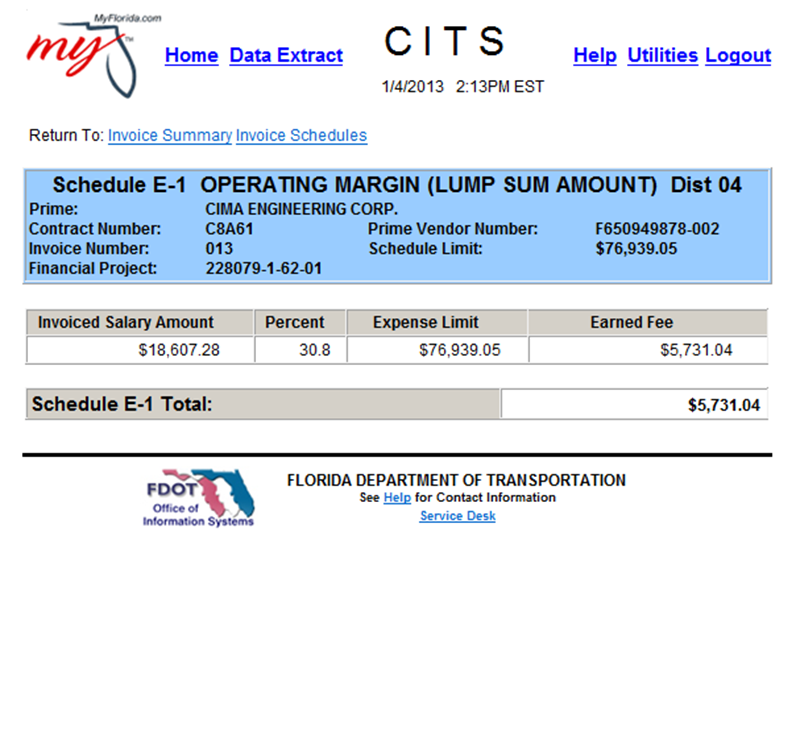 MyFlorida.com
my
TM
Home Data Extract
CITS
Help Utilities Logout
1/4/2013 2:13PM EST
Return To: Invoice Summary Invoice Schedules
Schedule E-1 OPERATING MARGIN (LUMP SUM AMOUNT) Dist 04
Prime: CIMA ENGINEERING CORP.
Contract Number: C8A61 Prime Vendor Number: F650949878-002
Invoice Number: 013 Schedule Limit: $76,939.05
Financial Project: 228079-1-62-01
Invoiced Salary Amount Percent Expense Limit Earned Fee
$18,607.28 30.8 $76,939.05 $5,731.04
Schedule E-1 Total: $5,731.04
FDOT
Office of
Information Systems
FLORIDA DEPARTMENT OF TRANSPORTATION
See Help for Contact Information
Service Desk